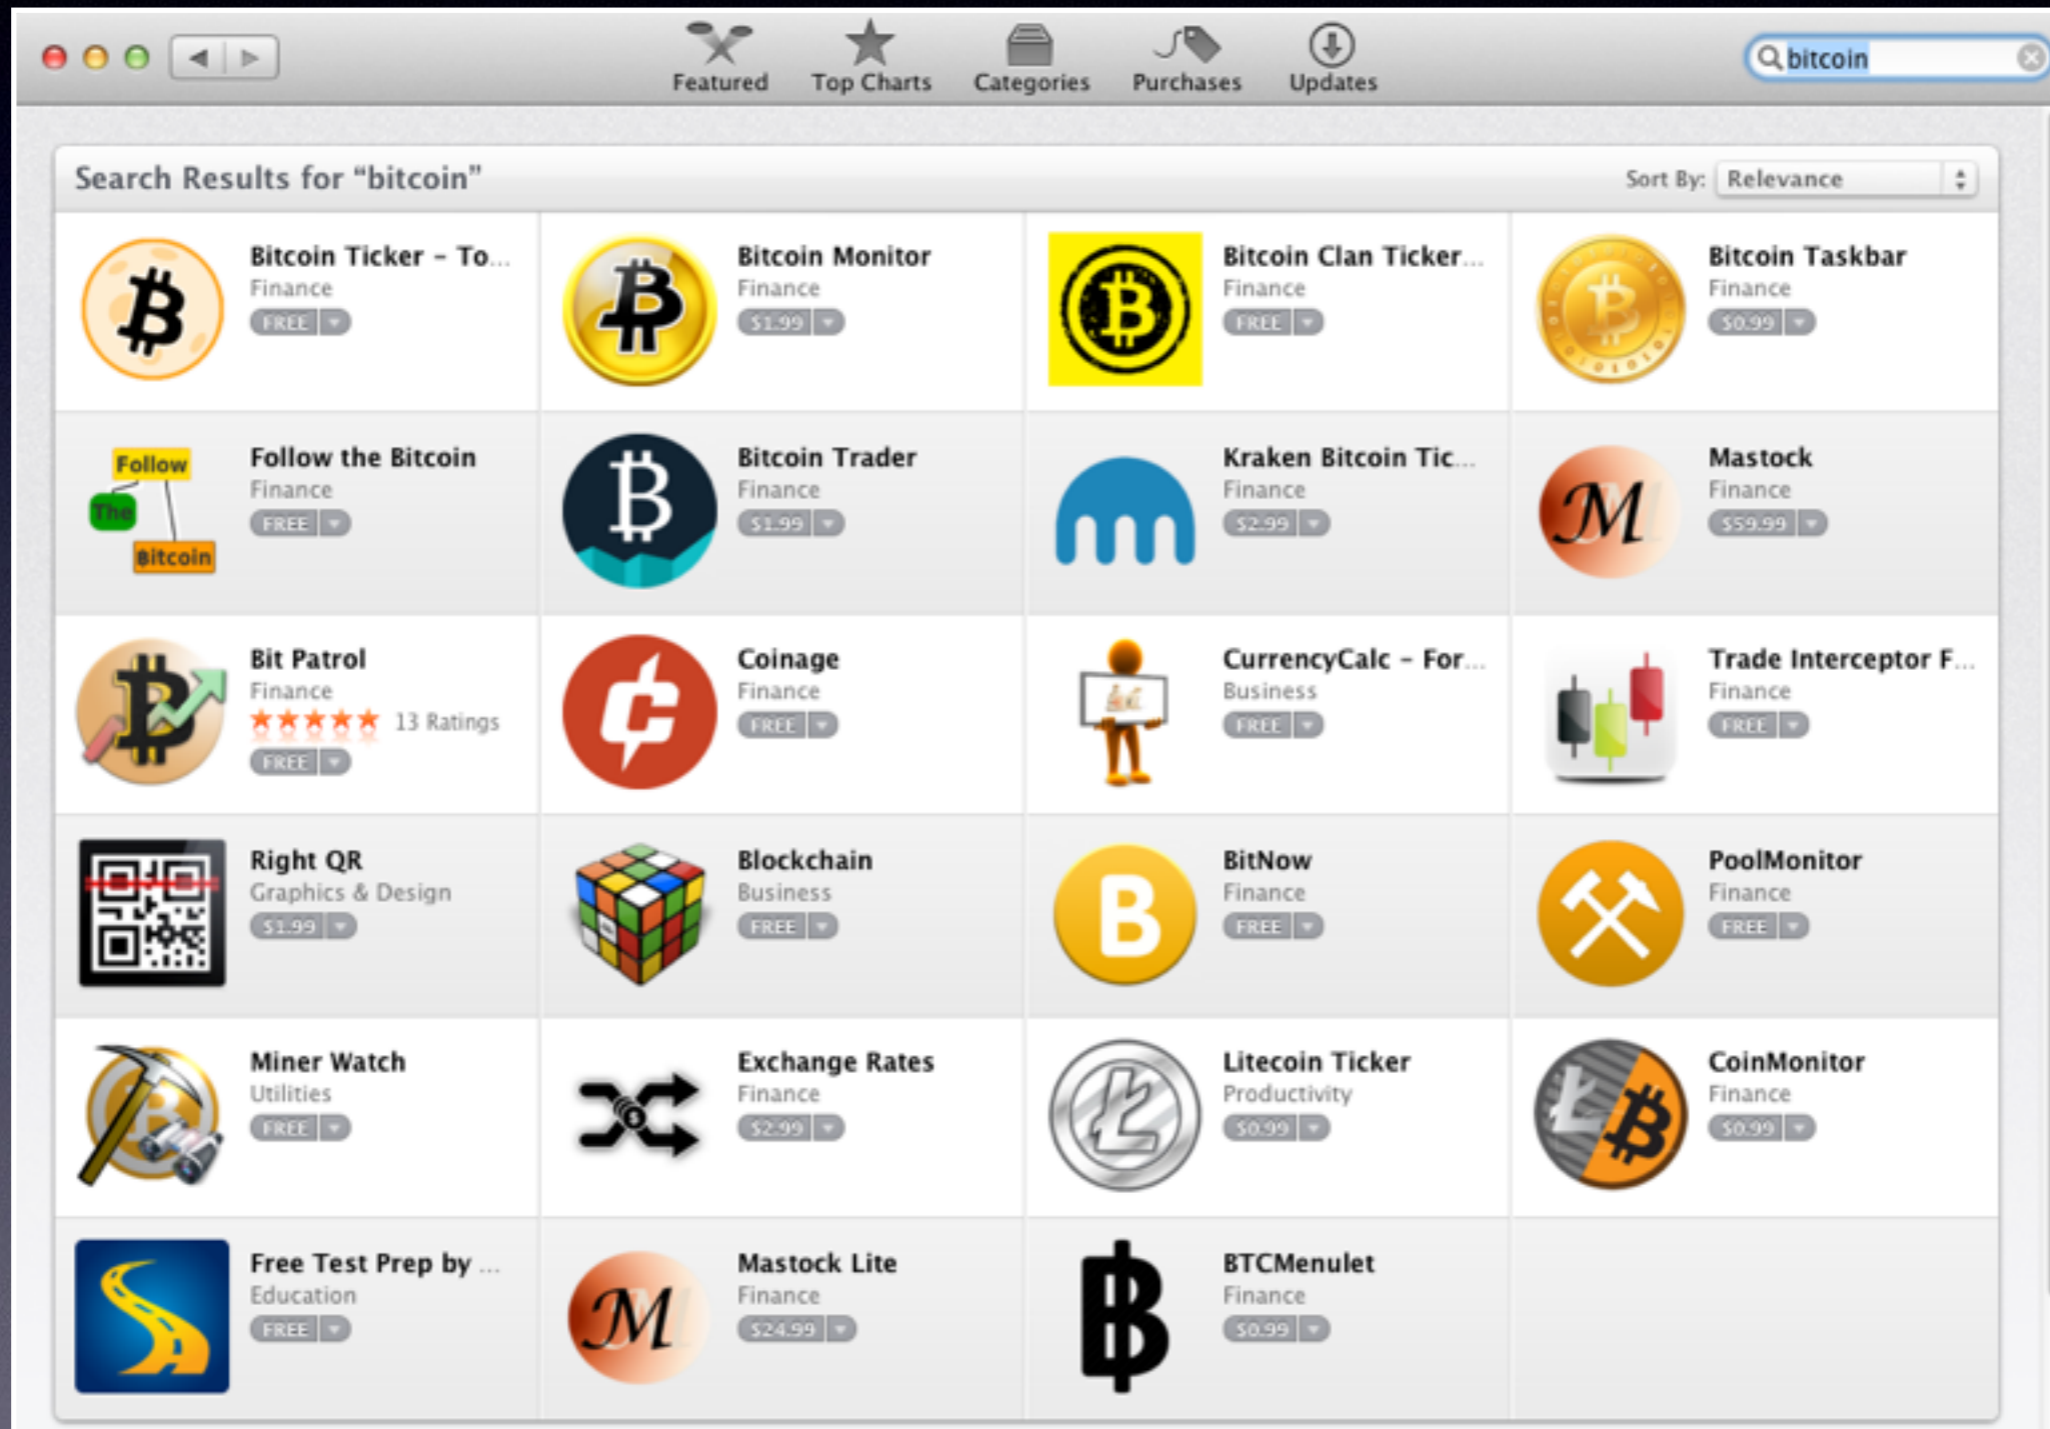 Featured
Top Charts
Categories
Purchases
Updates
bitcoin
Search Results for “bitcoin”
Sort By: Relevance
Bitcoin Ticker – To...
Finance
FREE
Bitcoin Monitor
Finance
$1.99
Bitcoin Clan Ticker...
Finance
FREE
Bitcoin Taskbar
Finance
$0.99
Follow
The
Bitcoin
Follow the Bitcoin
Finance
FREE
Bitcoin Trader
Finance
$1.99
Kraken Bitcoin Tic...
Finance
$2.99
M
Mastock
Finance
$59.99
Bit Patrol
Finance
13 Ratings
FREE
Coinage
Finance
FREE
CurrencyCalc – For...
Business
FREE
Trade Interceptor F...
Finance
FREE
Right QR
Graphics & Design
$1.99
Blockchain
Business
FREE
B
BitNow
Finance
FREE
PoolMonitor
Finance
FREE
Miner Watch
Utilities
FREE
Exchange Rates
Finance
$2.99
Litecoin Ticker
Productivity
$0.99
CoinMonitor
Finance
$0.99
Free Test Prep by ...
Education
FREE
M
Mastock Lite
Finance
$24.99
BTCMenulet
Finance
$0.99